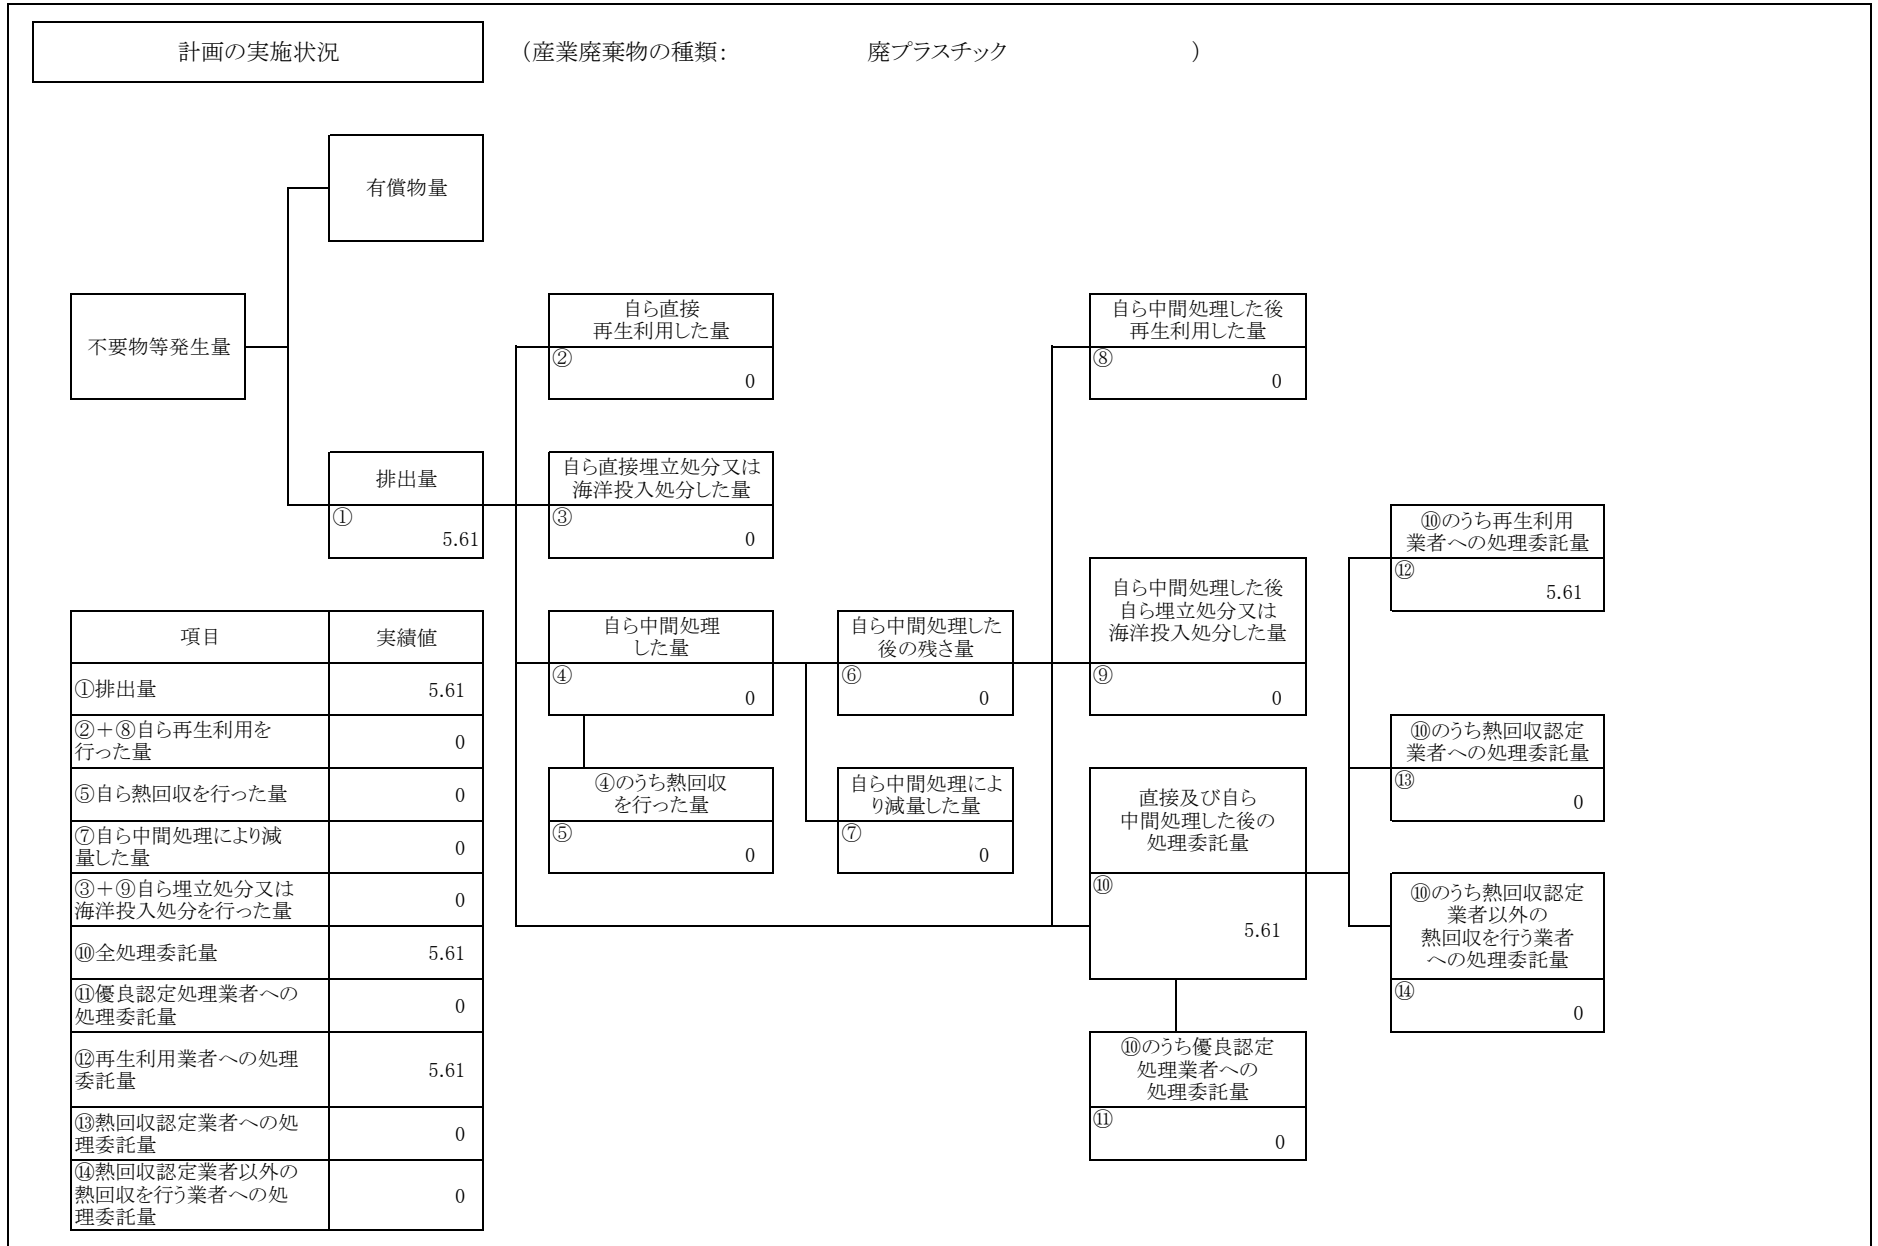 計画の実施状況
（産業廃棄物の種類： 廃プラスチック ）
有償物量
不要物等発生量
自ら直接
再生利用した量
②
0
自ら中間処理した後
再生利用した量
⑧
0
排出量
①
5.61
自ら直接埋立処分又は
海洋投入処分した量
③
0
⑩のうち再生利用
業者への処理委託量
⑫
5.61
自ら中間処理した後
自ら埋立処分又は
海洋投入処分した量
⑨
0
自ら中間処理
した量
④
0
自ら中間処理した
後の残さ量
⑥
0
⑩のうち熱回収認定
業者への処理委託量
⑬
0
④のうち熱回収
を行った量
⑤
0
自ら中間処理によ
り減量した量
⑦
0
直接及び自ら
中間処理した後の
処理委託量
⑩
5.61
⑩のうち熱回収認定
業者以外の
熱回収を行う業者
への処理委託量
⑭
0
⑩のうち優良認定
処理業者への
処理委託量
⑪
0
項目 実績値
①排出量 5.61
②＋⑧自ら再生利用を
行った量 0
⑤自ら熱回収を行った量 0
⑦自ら中間処理により減
量した量 0
③＋⑨自ら埋立処分又は
海洋投入処分を行った量 0
⑩全処理委託量 5.61
⑪優良認定処理業者への
処理委託量 0
⑫再生利用業者への処理
委託量 5.61
⑬熱回収認定業者への処
理委託量 0
⑭熱回収認定業者以外の
熱回収を行う業者への処
理委託量 0